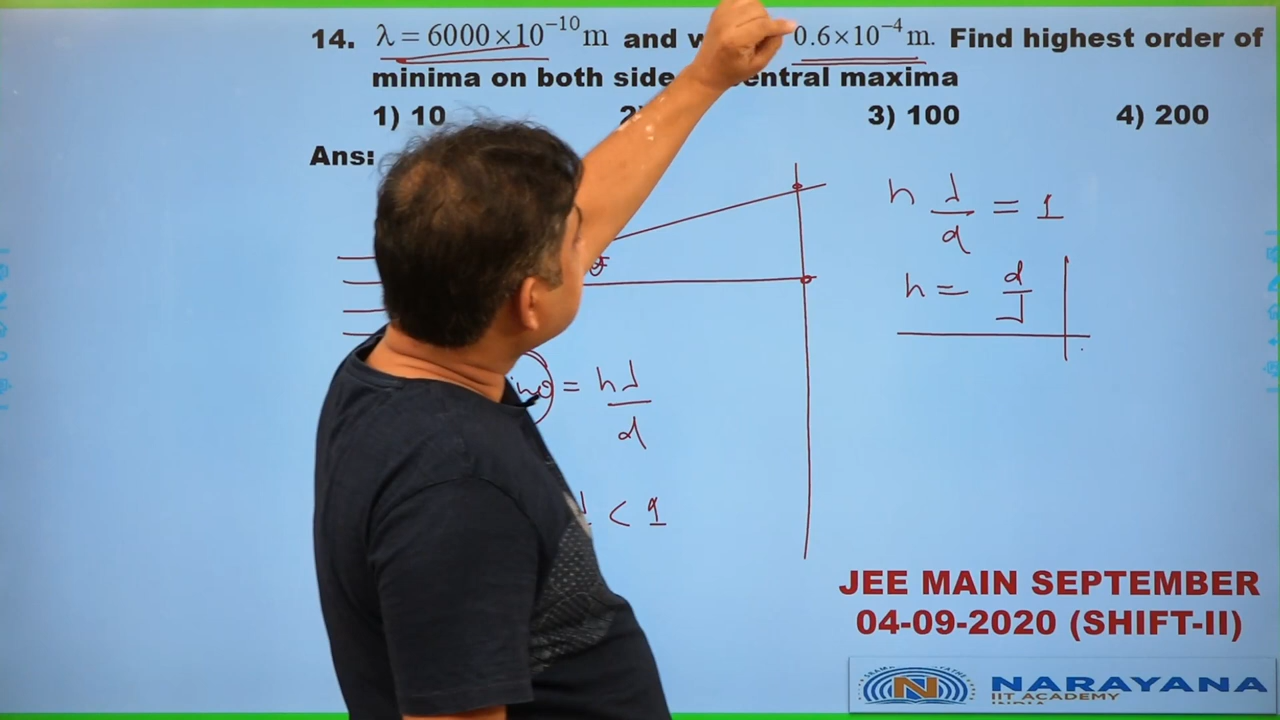 14. λ = 6000×10⁻¹⁰ m and 0.6×10⁻⁴ m. Find highest order of
minima on both side central maxima
1) 10 3) 100 4) 200
Ans:
n λ/d = 1
n = d/λ
= nλ/d
< 1
JEE MAIN SEPTEMBER
04-09-2020 (SHIFT-II)
N NARAYANA
IIT ACADEMY
INDIA